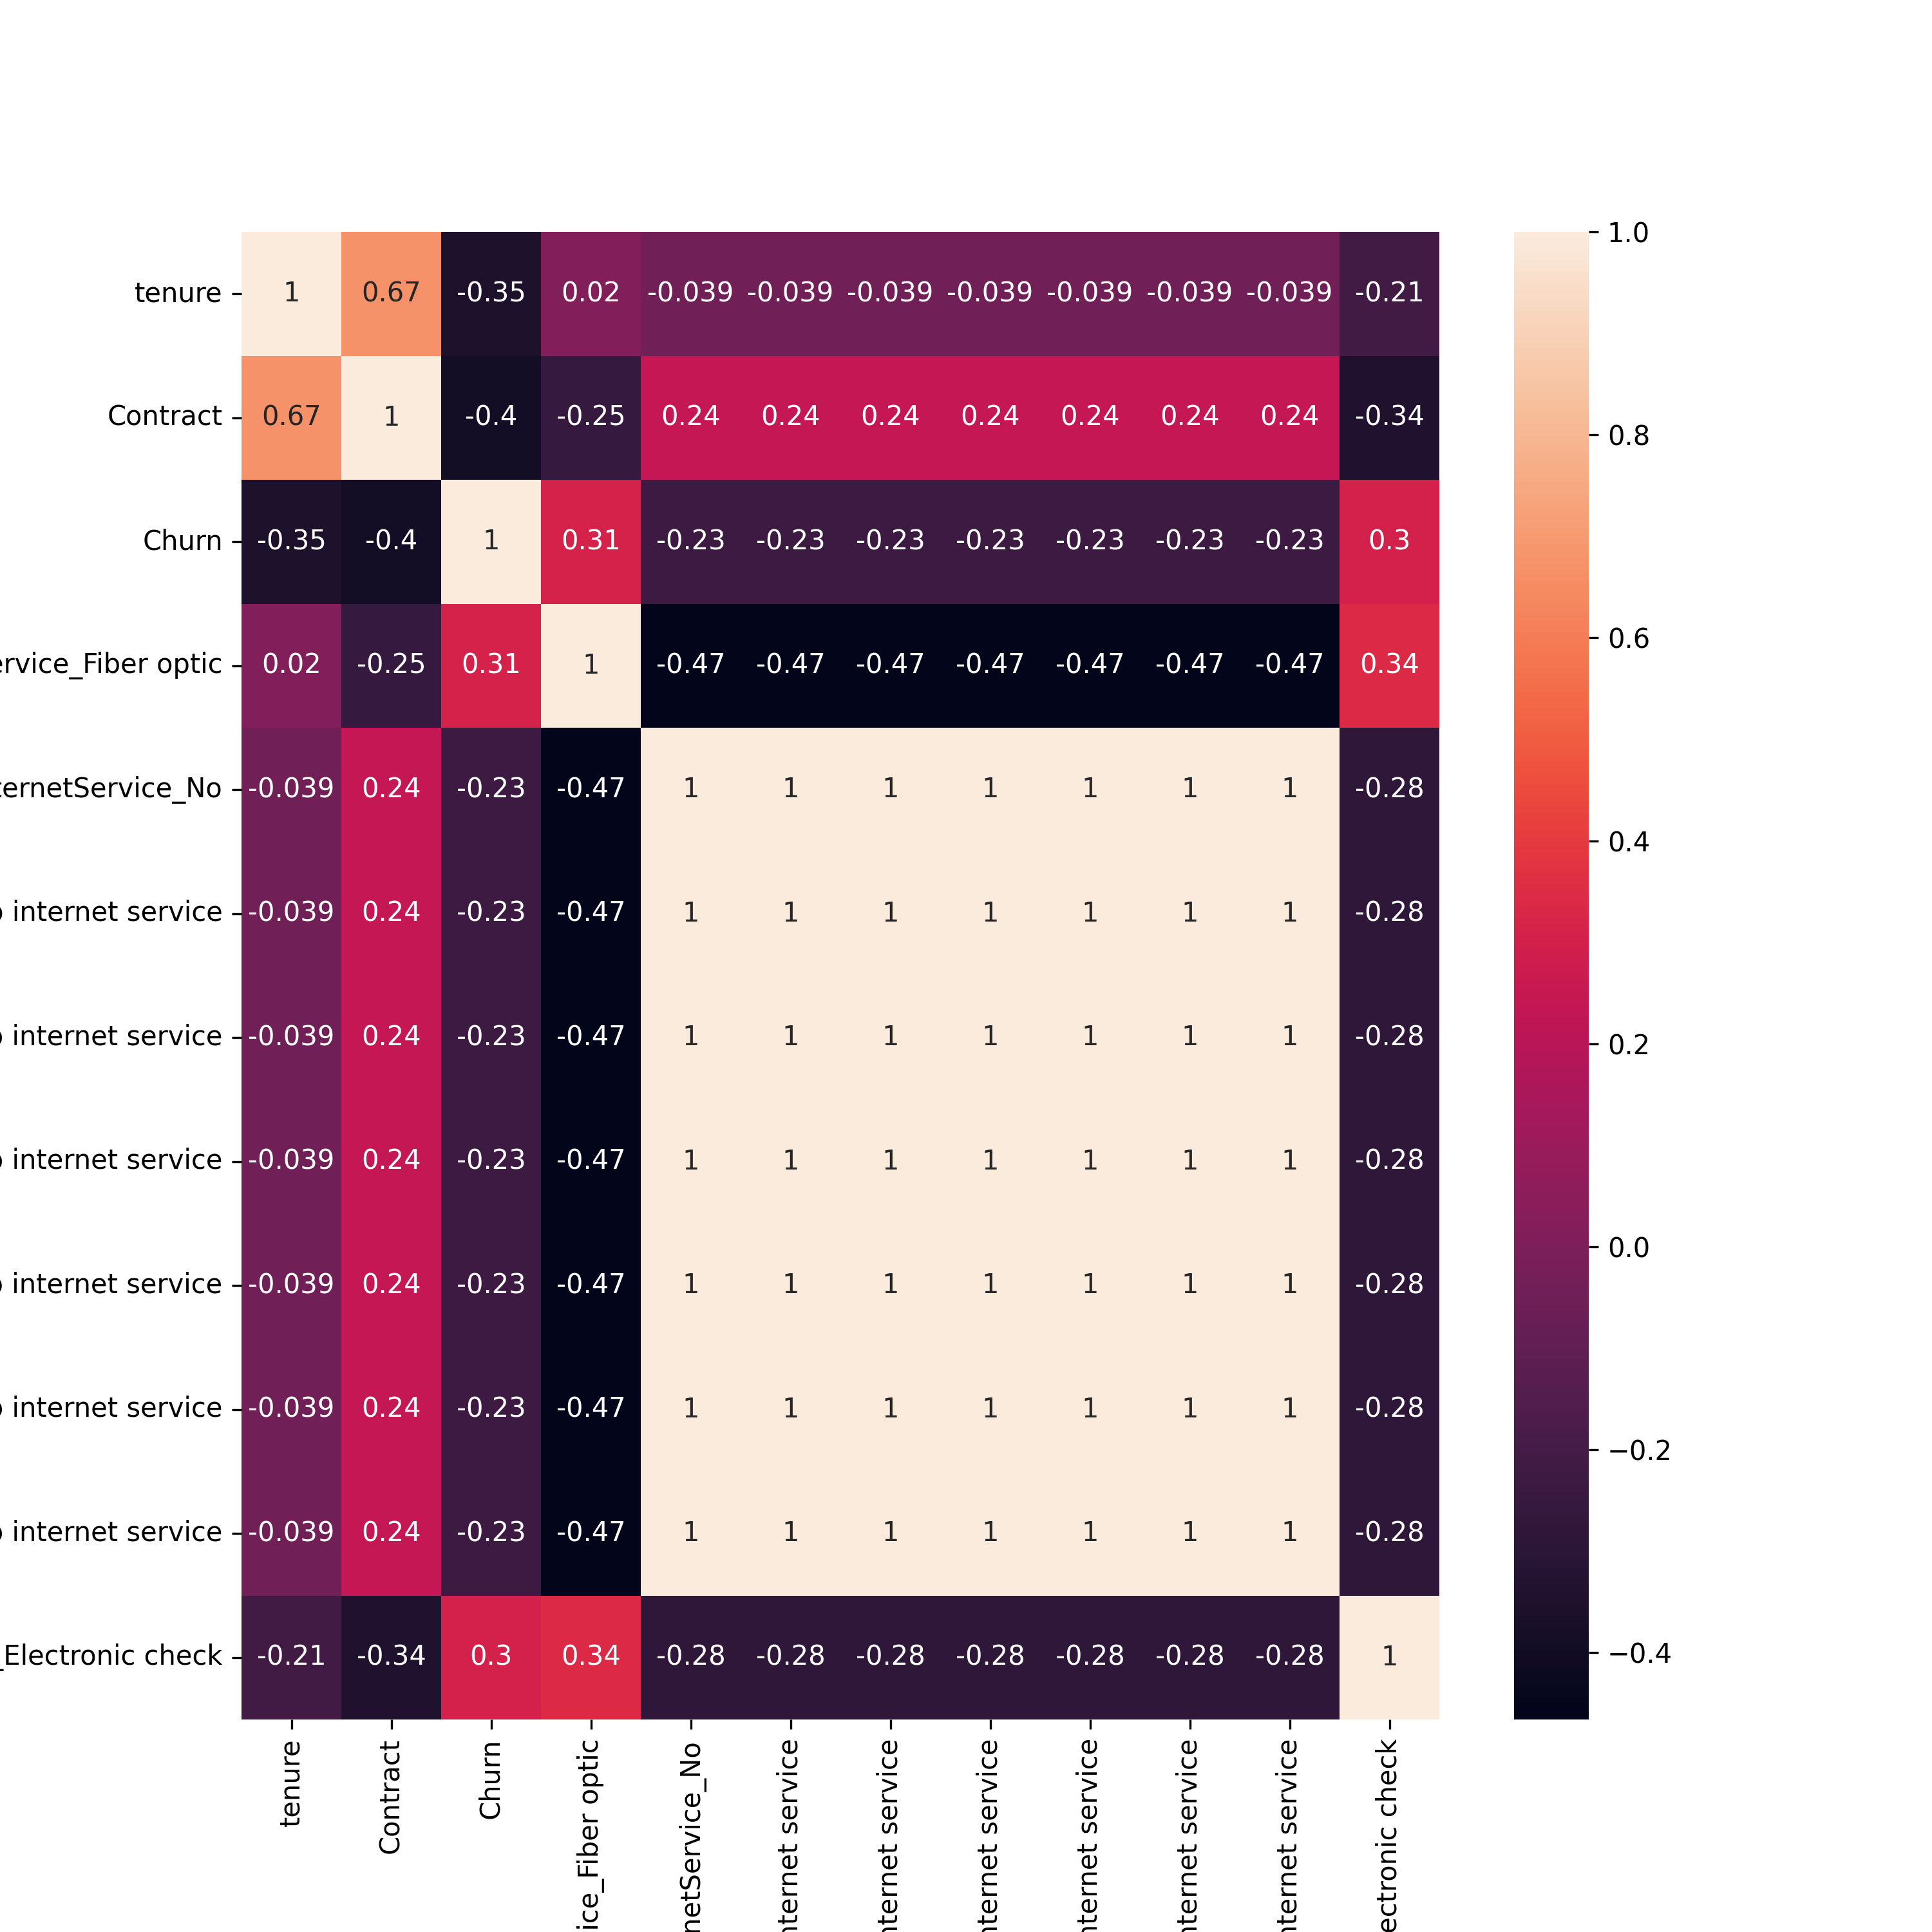 tenure 1 0.67 -0.35 0.02 -0.039 -0.039 -0.039 -0.039 -0.039 -0.039 -0.039 -0.21
Contract 0.67 1 -0.4 -0.25 0.24 0.24 0.24 0.24 0.24 0.24 0.24 -0.34
Churn -0.35 -0.4 1 0.31 -0.23 -0.23 -0.23 -0.23 -0.23 -0.23 -0.23 0.3
ervice_Fiber optic 0.02 -0.25 0.31 1 -0.47 -0.47 -0.47 -0.47 -0.47 -0.47 -0.47 0.34
ternetService_No -0.039 0.24 -0.23 -0.47 1 1 1 1 1 1 1 -0.28
o internet service -0.039 0.24 -0.23 -0.47 1 1 1 1 1 1 1 -0.28
o internet service -0.039 0.24 -0.23 -0.47 1 1 1 1 1 1 1 -0.28
o internet service -0.039 0.24 -0.23 -0.47 1 1 1 1 1 1 1 -0.28
o internet service -0.039 0.24 -0.23 -0.47 1 1 1 1 1 1 1 -0.28
o internet service -0.039 0.24 -0.23 -0.47 1 1 1 1 1 1 1 -0.28
o internet service -0.039 0.24 -0.23 -0.47 1 1 1 1 1 1 1 -0.28
_Electronic check -0.21 -0.34 0.3 0.34 -0.28 -0.28 -0.28 -0.28 -0.28 -0.28 -0.28 1
tenure
Contract
Churn
ice_Fiber optic
netService_No
nternet service
nternet service
nternet service
nternet service
nternet service
nternet service
ectronic check
1.0
0.8
0.6
0.4
0.2
0.0
−0.2
−0.4